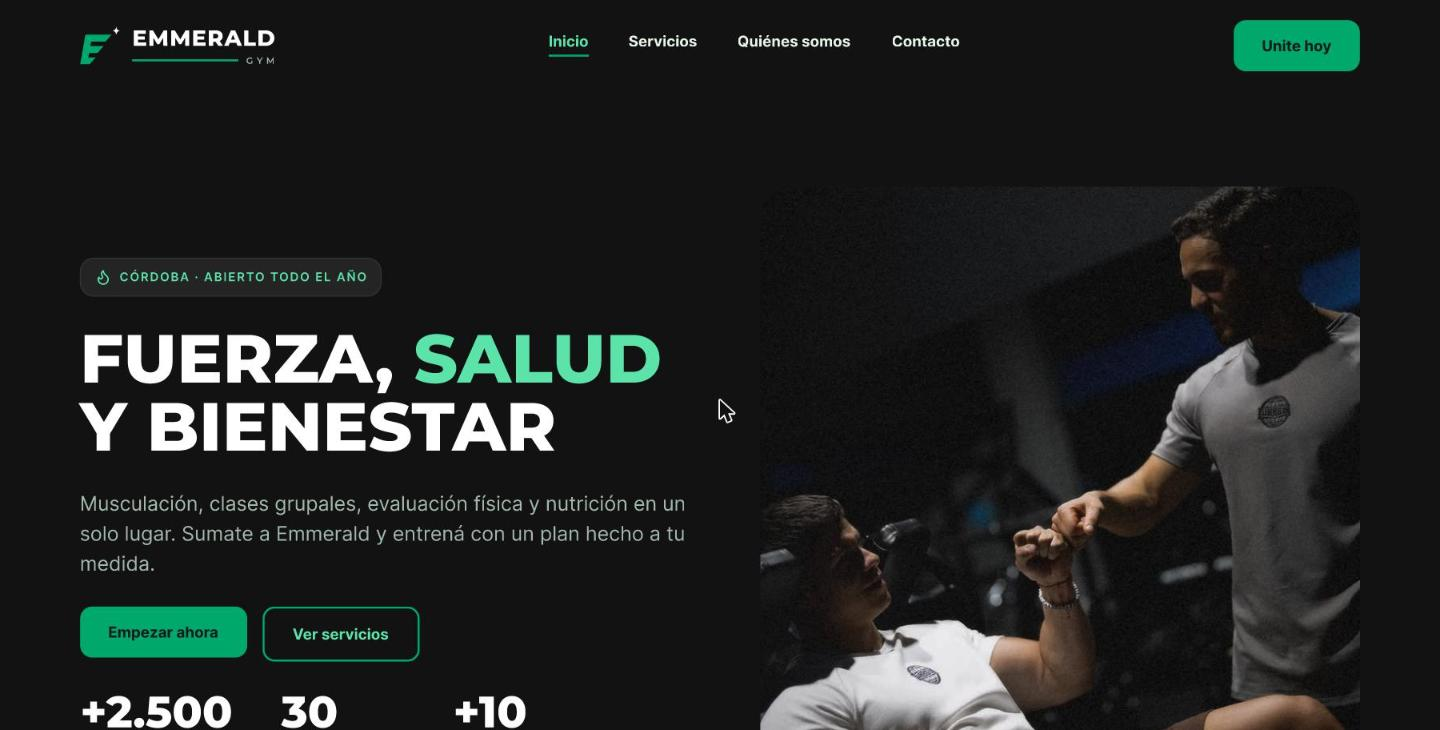 EMMERALD
GYM
Inicio
Servicios
Quiénes somos
Contacto
Unite hoy
CÓRDOBA · ABIERTO TODO EL AÑO
FUERZA, SALUD
Y BIENESTAR
Musculación, clases grupales, evaluación física y nutrición en un
solo lugar. Sumate a Emmerald y entrená con un plan hecho a tu
medida.
Empezar ahora
Ver servicios
+2.500
30
+10